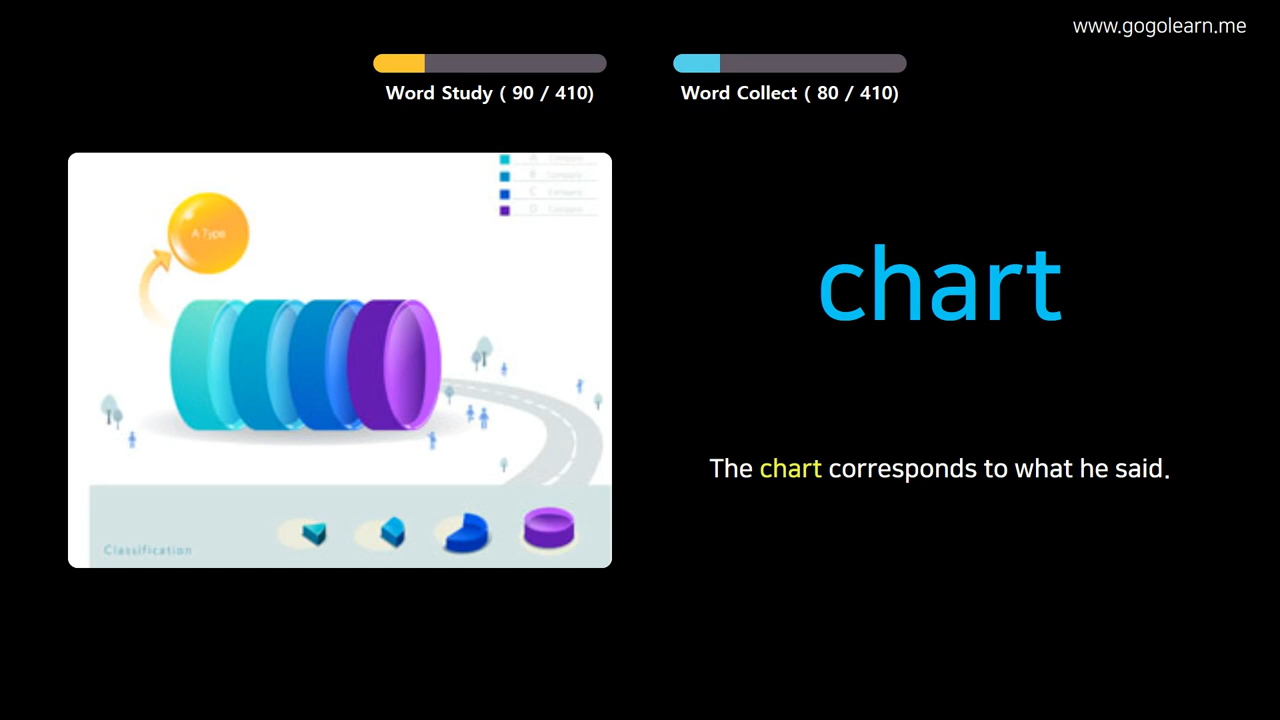 www.gogolearn.me
Word Study ( 90 / 410)
Word Collect ( 80 / 410)
A Type
chart
The chart corresponds to what he said.
Classification